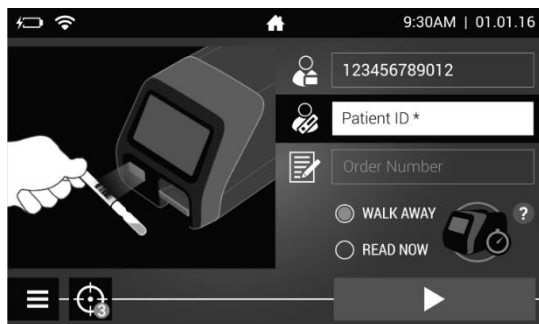 9:30AM | 01.01.16
123456789012
Patient ID *
Order Number
WALK AWAY
?
READ NOW
3